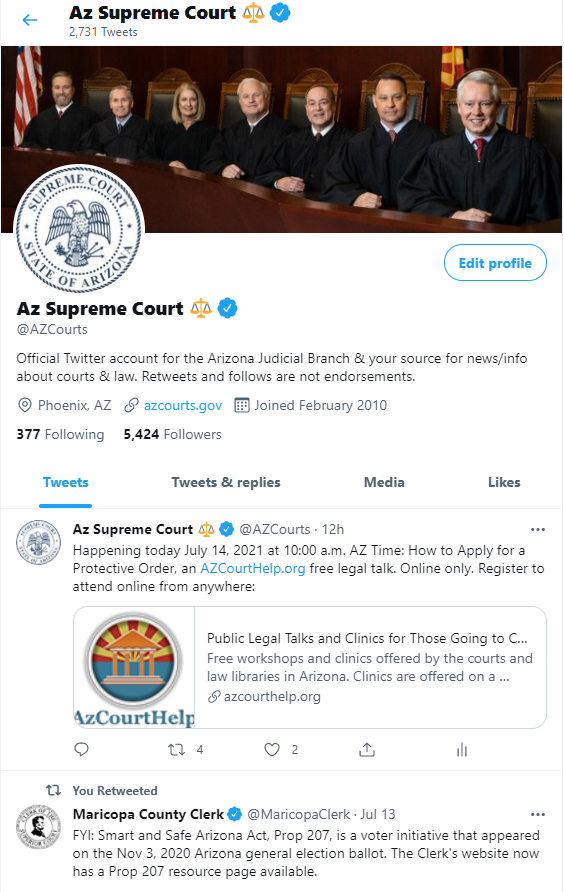 Az Supreme Court
2,731 Tweets
SUPREME COURT
STATE OF ARIZONA
Edit profile
Az Supreme Court
@AZCourts
Official Twitter account for the Arizona Judicial Branch & your source for news/info
about courts & law. Retweets and follows are not endorsements.
Phoenix, AZ azcourts.gov Joined February 2010
377 Following 5,424 Followers
Tweets Tweets & replies Media Likes
Az Supreme Court @AZCourts · 12h
Happening today July 14, 2021 at 10:00 a.m. AZ Time: How to Apply for a
Protective Order, an AZCourtHelp.org free legal talk. Online only. Register to
attend online from anywhere:
Public Legal Talks and Clinics for Those Going to C...
Free workshops and clinics offered by the courts and
law libraries in Arizona. Clinics are offered on a ...
azcourthelp.org
AzCourtHelp
4 2
You Retweeted
Maricopa County Clerk @MaricopaClerk · Jul 13
FYI: Smart and Safe Arizona Act, Prop 207, is a voter initiative that appeared
on the Nov 3, 2020 Arizona general election ballot. The Clerk's website now
has a Prop 207 resource page available.